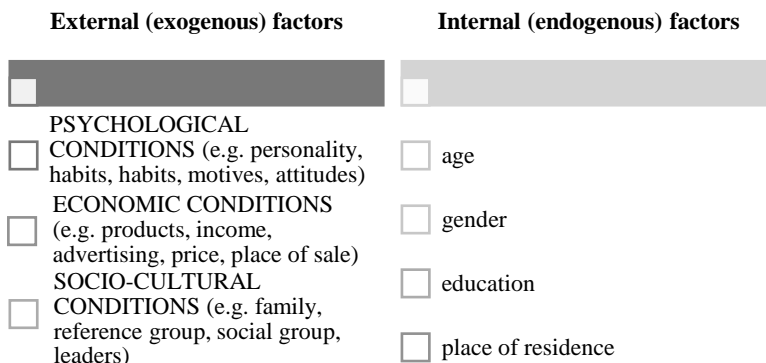 External (exogenous) factors
PSYCHOLOGICAL
CONDITIONS (e.g. personality,
habits, habits, motives, attitudes)
ECONOMIC CONDITIONS
(e.g. products, income,
advertising, price, place of sale)
SOCIO-CULTURAL
CONDITIONS (e.g. family,
reference group, social group,
leaders)
Internal (endogenous) factors
age
gender
education
place of residence